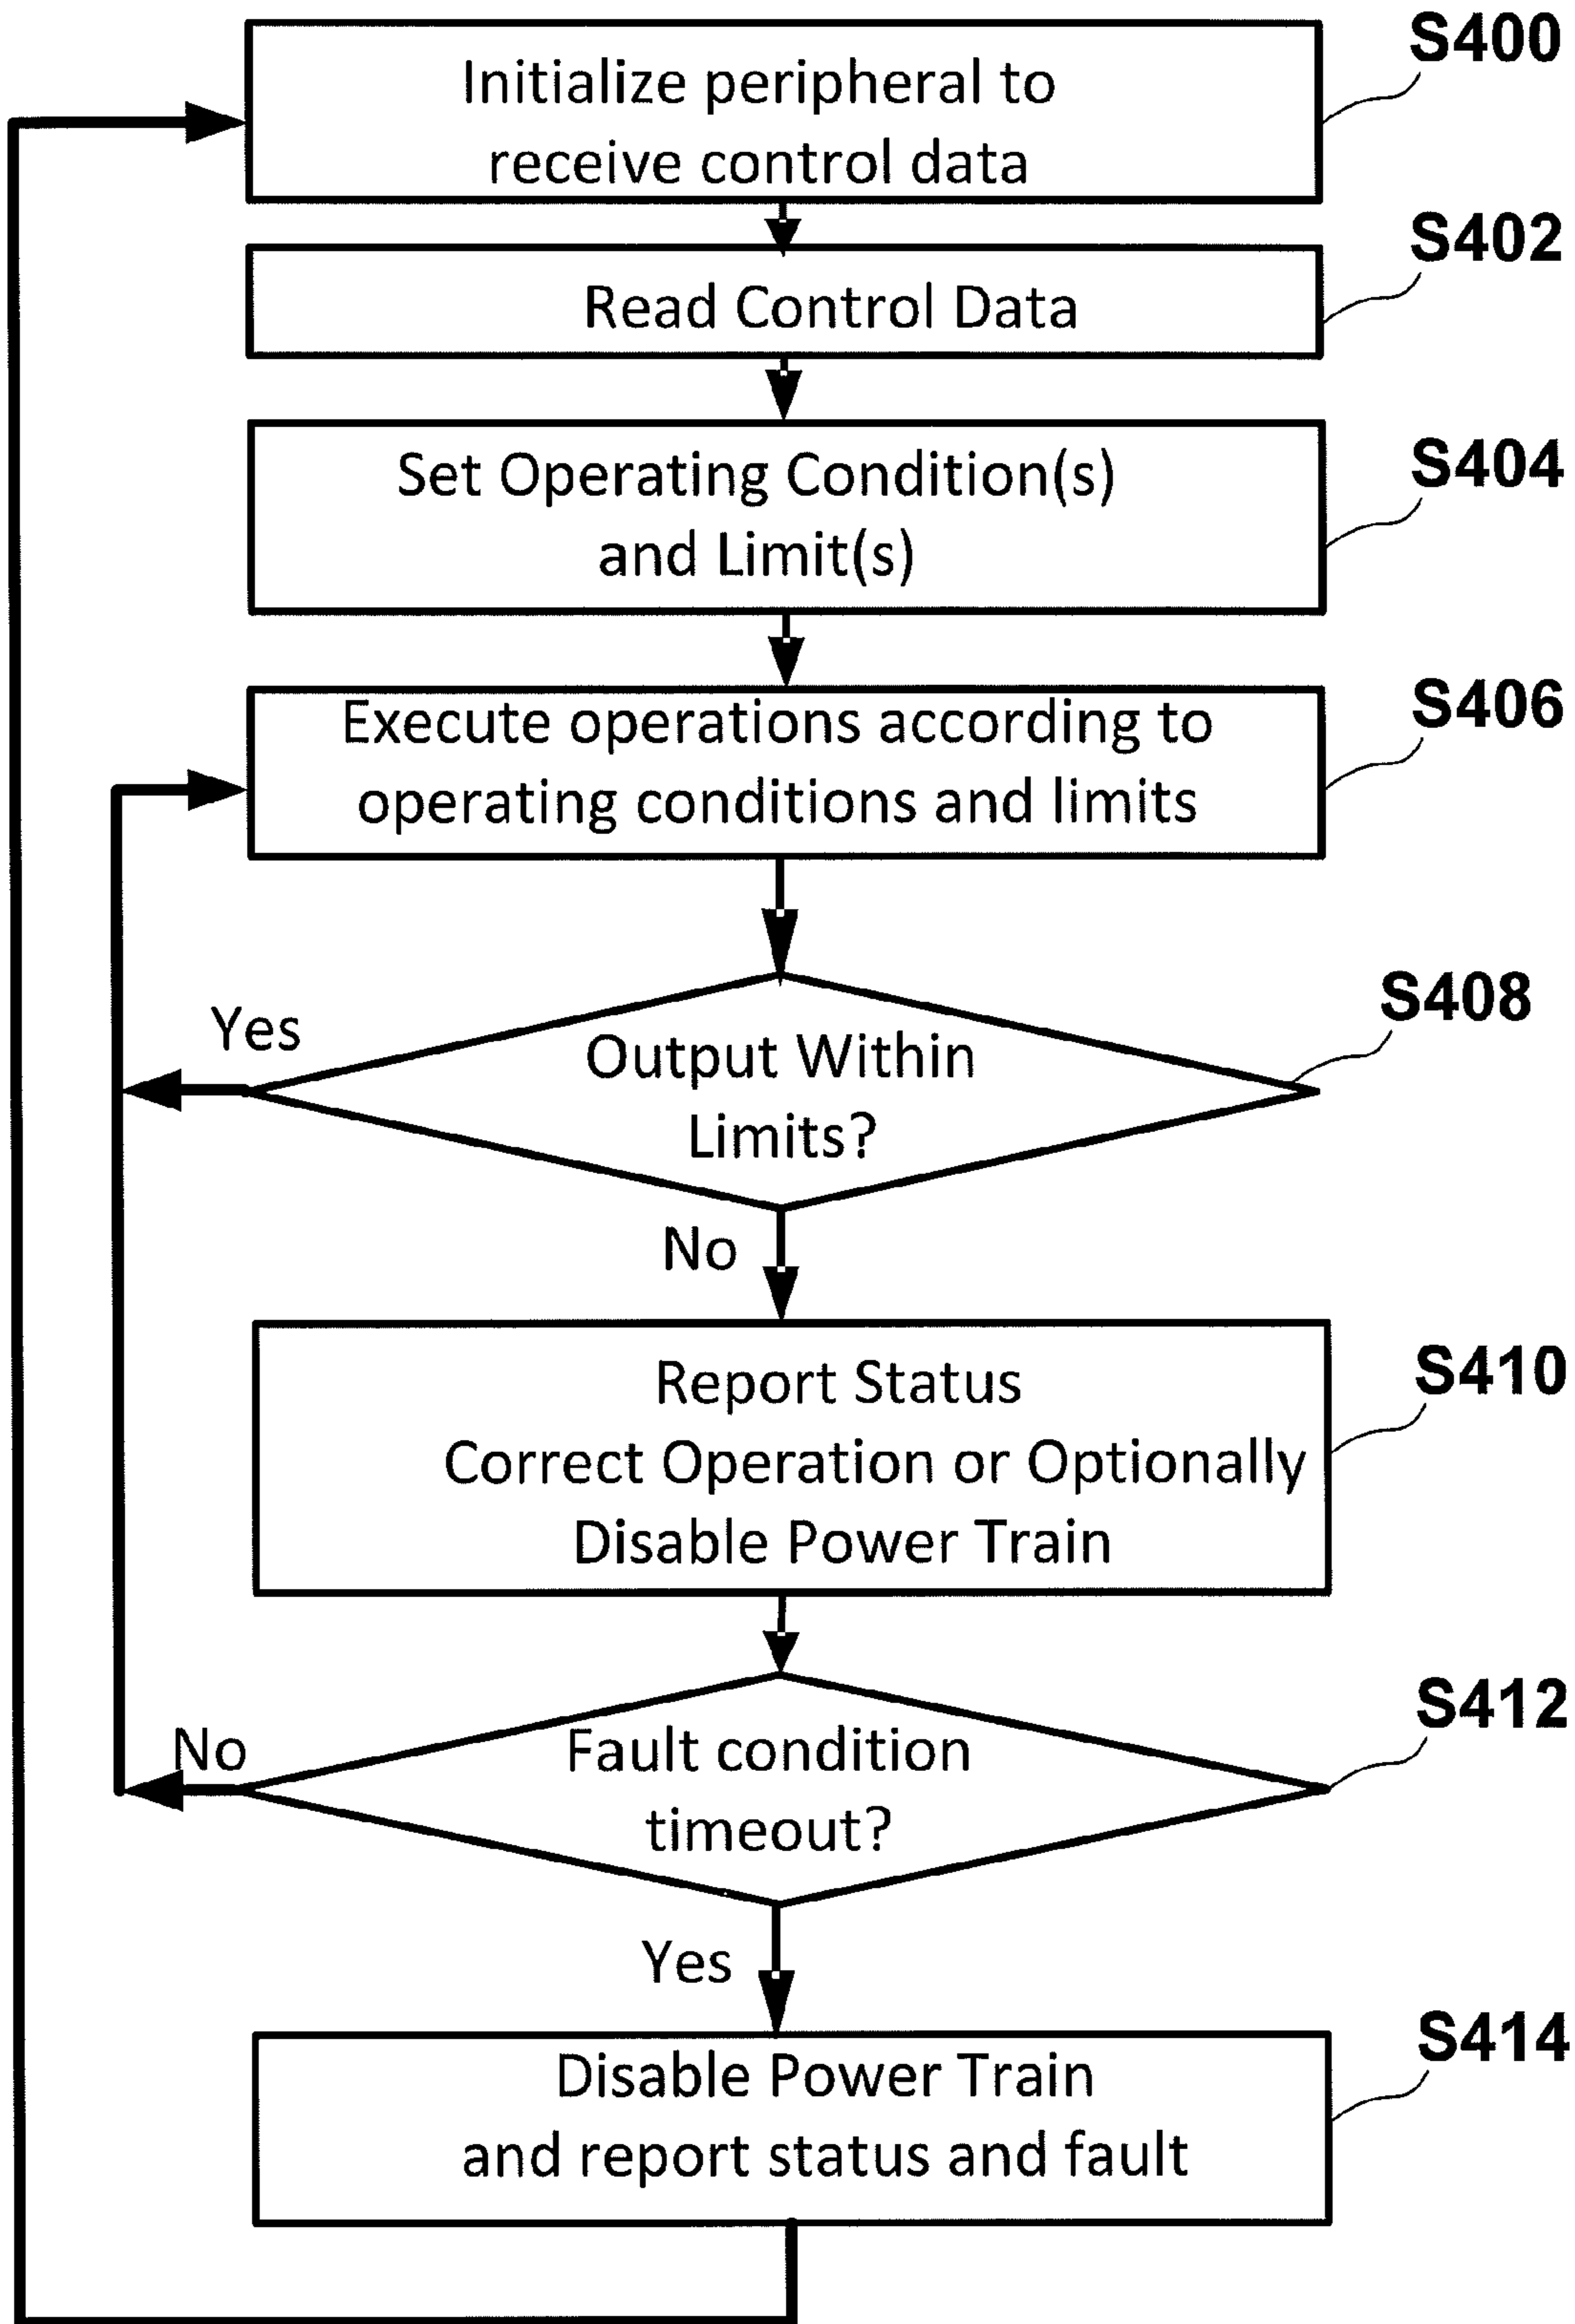 S400
Initialize peripheral to
receive control data
S402
Read Control Data
S404
Set Operating Condition(s)
and Limit(s)
S406
Execute operations according to
operating conditions and limits
S408
Yes
Output Within
Limits?
No
S410
Report Status
Correct Operation or Optionally
Disable Power Train
S412
No
Fault condition
timeout?
Yes
S414
Disable Power Train
and report status and fault